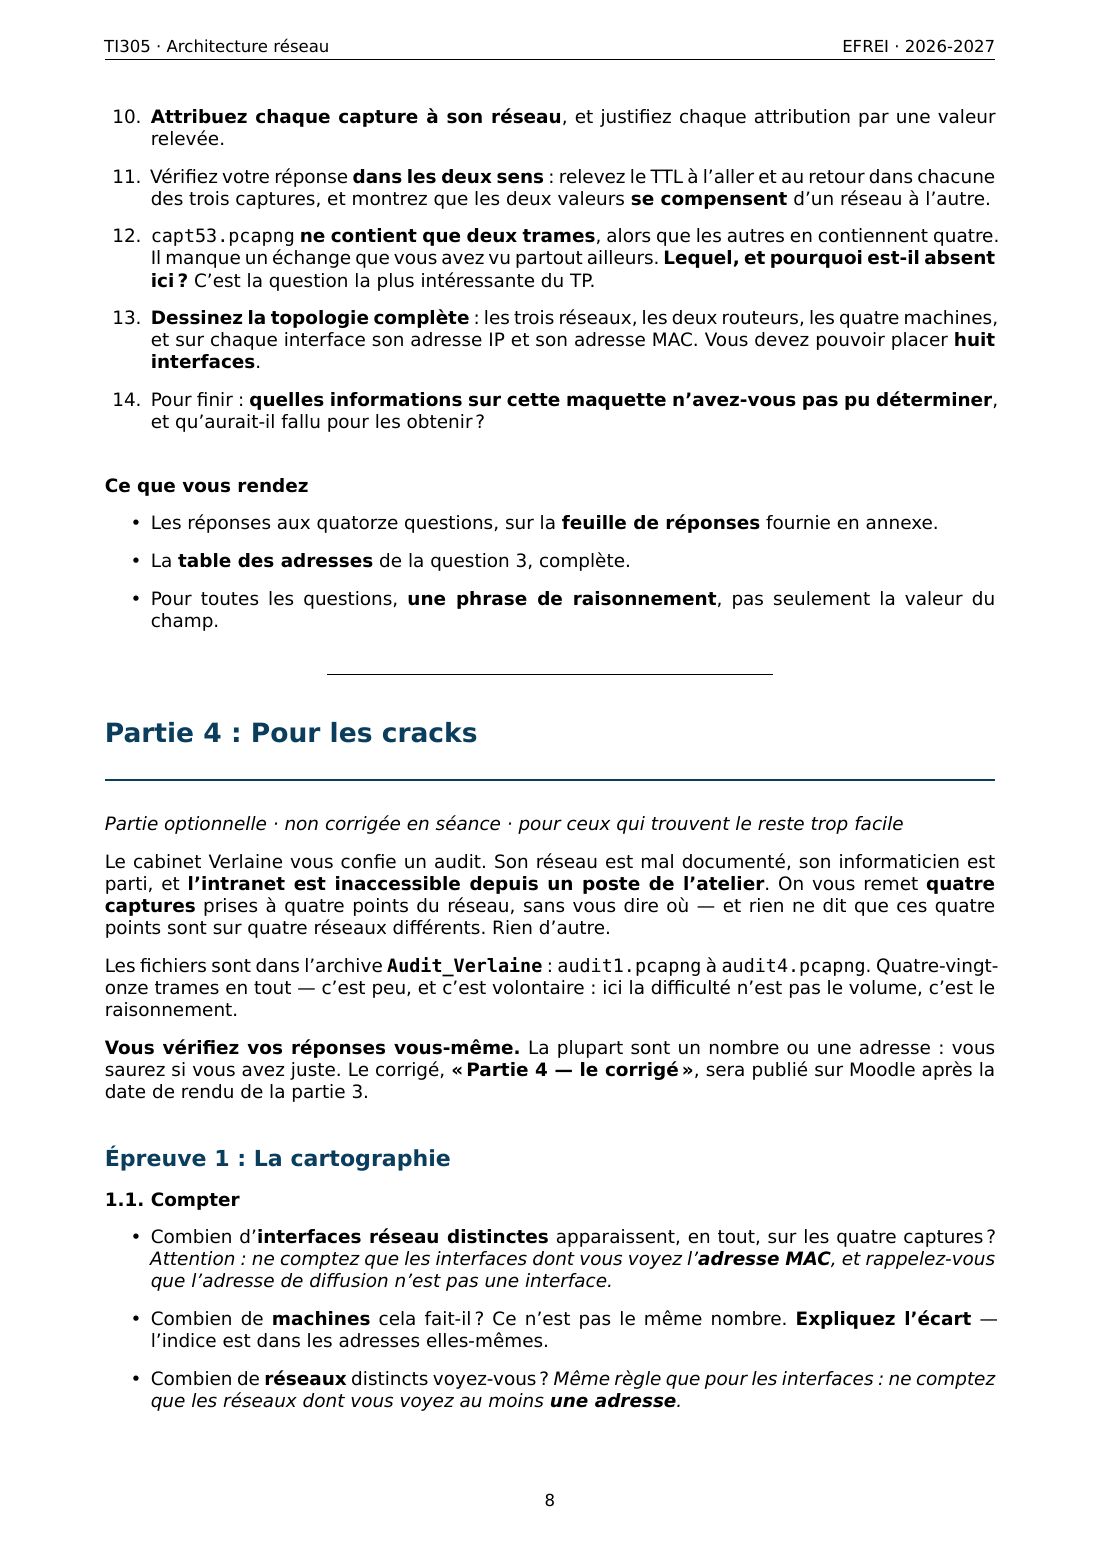 TI305 · Architecture réseau
EFREI · 2026-2027
10. Attribuez chaque capture à son réseau, et justifiez chaque attribution par une valeur
relevée.
11. Vérifiez votre réponse dans les deux sens : relevez le TTL à l’aller et au retour dans chacune
des trois captures, et montrez que les deux valeurs se compensent d’un réseau à l’autre.
12. capt53.pcapng ne contient que deux trames, alors que les autres en contiennent quatre.
Il manque un échange que vous avez vu partout ailleurs. Lequel, et pourquoi est-il absent
ici ? C’est la question la plus intéressante du TP.
13. Dessinez la topologie complète : les trois réseaux, les deux routeurs, les quatre machines,
et sur chaque interface son adresse IP et son adresse MAC. Vous devez pouvoir placer huit
interfaces.
14. Pour finir : quelles informations sur cette maquette n’avez-vous pas pu déterminer,
et qu’aurait-il fallu pour les obtenir ?
Ce que vous rendez
• Les réponses aux quatorze questions, sur la feuille de réponses fournie en annexe.
• La table des adresses de la question 3, complète.
• Pour toutes les questions, une phrase de raisonnement, pas seulement la valeur du
champ.
Partie 4 : Pour les cracks
Partie optionnelle · non corrigée en séance · pour ceux qui trouvent le reste trop facile
Le cabinet Verlaine vous confie un audit. Son réseau est mal documenté, son informaticien est
parti, et l’intranet est inaccessible depuis un poste de l’atelier. On vous remet quatre
captures prises à quatre points du réseau, sans vous dire où — et rien ne dit que ces quatre
points sont sur quatre réseaux différents. Rien d’autre.
Les fichiers sont dans l’archive Audit_Verlaine : audit1.pcapng à audit4.pcapng. Quatre-vingt-
onze trames en tout — c’est peu, et c’est volontaire : ici la difficulté n’est pas le volume, c’est le
raisonnement.
Vous vérifiez vos réponses vous-même. La plupart sont un nombre ou une adresse : vous
saurez si vous avez juste. Le corrigé, « Partie 4 — le corrigé », sera publié sur Moodle après la
date de rendu de la partie 3.
Épreuve 1 : La cartographie
1.1. Compter
• Combien d’interfaces réseau distinctes apparaissent, en tout, sur les quatre captures ?
Attention : ne comptez que les interfaces dont vous voyez l’adresse MAC, et rappelez-vous
que l’adresse de diffusion n’est pas une interface.
• Combien de machines cela fait-il ? Ce n’est pas le même nombre. Expliquez l’écart —
l’indice est dans les adresses elles-mêmes.
• Combien de réseaux distincts voyez-vous ? Même règle que pour les interfaces : ne comptez
que les réseaux dont vous voyez au moins une adresse.
8